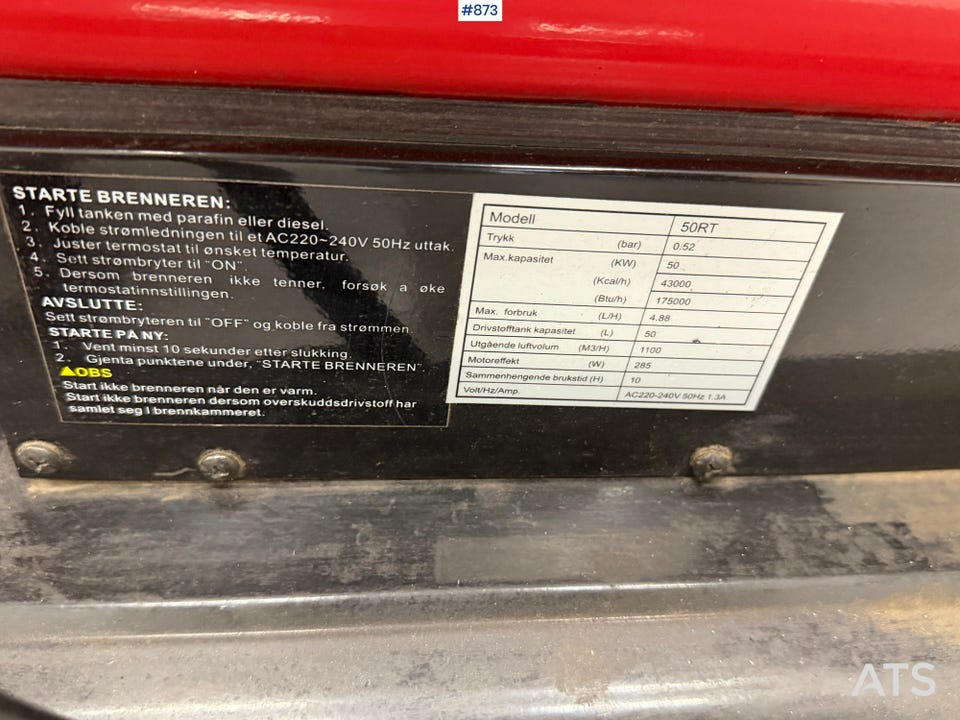 #873
STARTE BRENNEREN:
1. Fyll tanken med parafin eller diesel.
2. Koble strømledningen til et AC220~240V 50Hz uttak.
3. Juster termostat til ønsket temperatur.
4. Sett strømbryter til "ON".
5. Dersom brenneren ikke tenner, forsøk a øke
termostatinnstillingen.
AVSLUTTE:
Sett strømbryteren til "OFF" og koble fra strømmen.
STARTE PA NY:
1. Vent minst 10 sekunder etter slukking.
2. Gjenta punktene under, "STARTE BRENNEREN".
OBS
Start ikke brenneren når den er varm.
Start ikke brenneren dersom overskuddsdrivstoff har
samlet seg I brennkammeret.
Modell 50RT
Trykk (bar) 0.52
Max.kapasitet (KW) 50
(Kcal/h) 43000
(Btu/h) 175000
Max. forbruk (L/H) 4.88
Drivstofftank kapasitet (L) 50
Utgående luftvolum (M3/H) 1100
Motoreffekt (W) 285
Sammenhengende brukstid (H) 10
Volt/Hz/Amp. AC220-240V 50Hz 1.3A
ATS